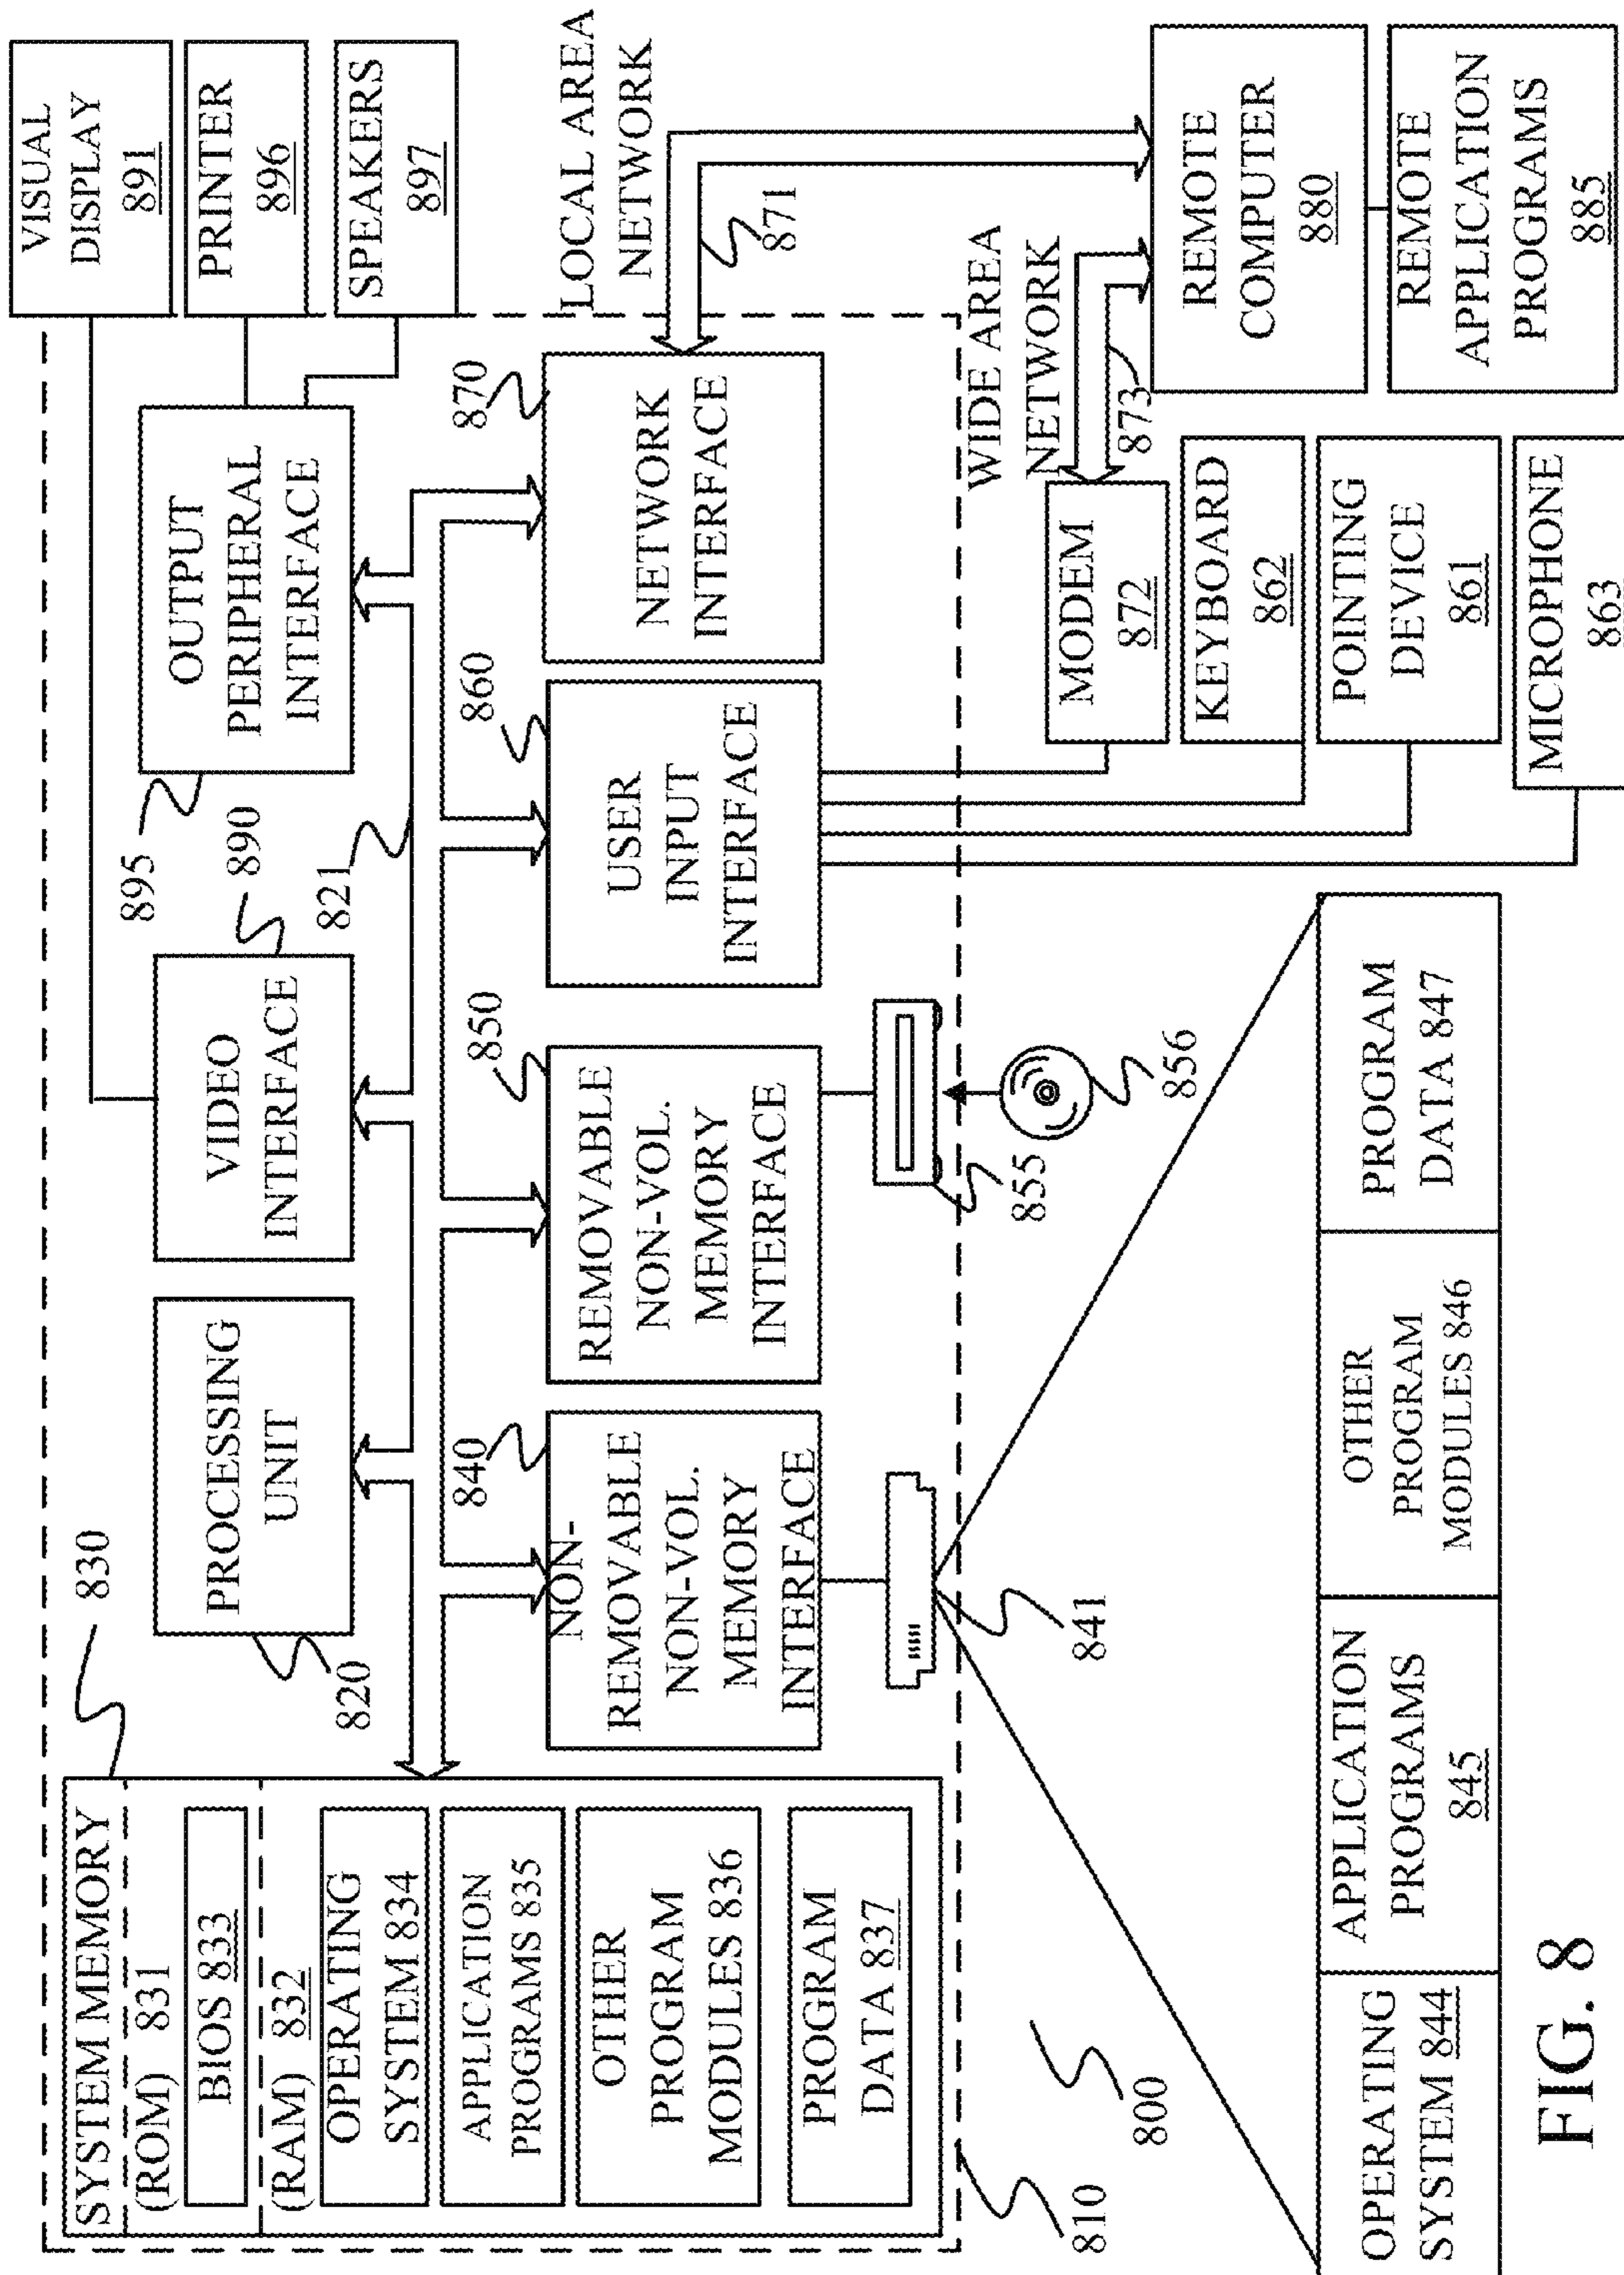 SYSTEM MEMORY
(ROM) 831
BIOS 833
(RAM) 832
OPERATING
SYSTEM 834
APPLICATION
PROGRAMS 835
OTHER
PROGRAM
MODULES 836
PROGRAM
DATA 837
830
820
PROCESSING
UNIT
VIDEO
INTERFACE
890
821
895
OUTPUT
PERIPHERAL
INTERFACE
VISUAL
DISPLAY
891
PRINTER
896
SPEAKERS
897
840
NON-
REMOVABLE
NON-VOL.
MEMORY
INTERFACE
850
REMOVABLE
NON-VOL.
MEMORY
INTERFACE
860
USER
INPUT
INTERFACE
870
NETWORK
INTERFACE
LOCAL AREA
NETWORK
871
841
855
856
WIDE AREA
NETWORK
873
MODEM
872
KEYBOARD
862
POINTING
DEVICE
861
MICROPHONE
863
REMOTE
COMPUTER
880
REMOTE
APPLICATION
PROGRAMS
885
810
800
OPERATING
SYSTEM 844
APPLICATION
PROGRAMS
845
OTHER
PROGRAM
MODULES 846
PROGRAM
DATA 847
FIG. 8